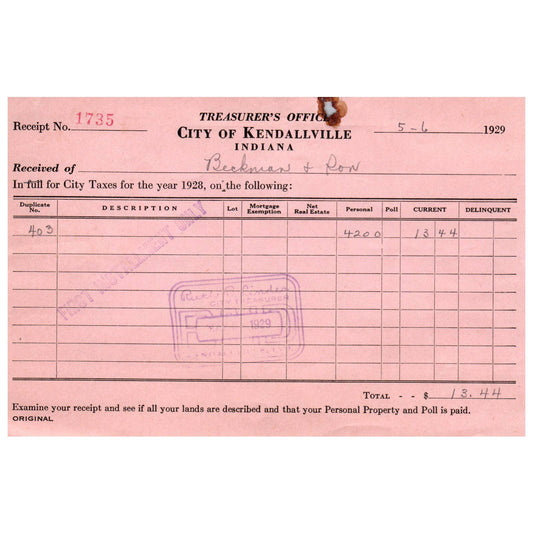 TREASURER'S OFFICE
Receipt No. 1735
CITY OF KENDALLVILLE
5-6 1929
INDIANA
Received of Beckman & Ron
In full for City Taxes for the year 1928, on the following:
Duplicate No. DESCRIPTION Lot Mortgage Exemption Net Real Estate Personal Poll CURRENT DELINQUENT
403 4200 13 44
FIRST INSTALLMENT ONLY
CITY TREASURER
1929
TOTAL - - $ 13.44
Examine your receipt and see if all your lands are described and that your Personal Property and Poll is paid.
ORIGINAL